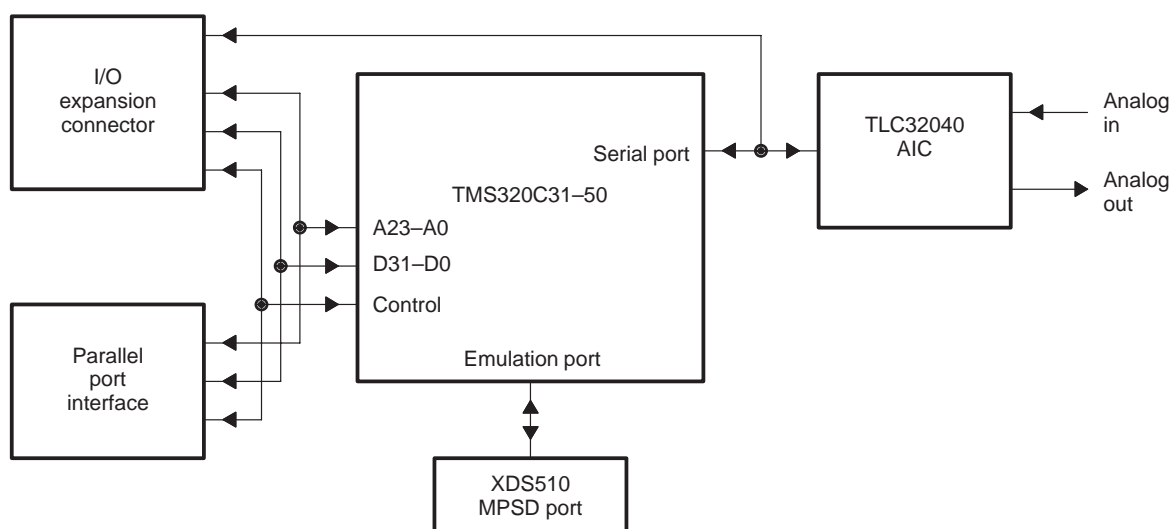 I/O
expansion
connector
TMS320C31–50
Serial port
A23–A0
D31–D0
Control
Emulation port
TLC32040
AIC
Analog
in
Analog
out
Parallel
port
interface
XDS510
MPSD port